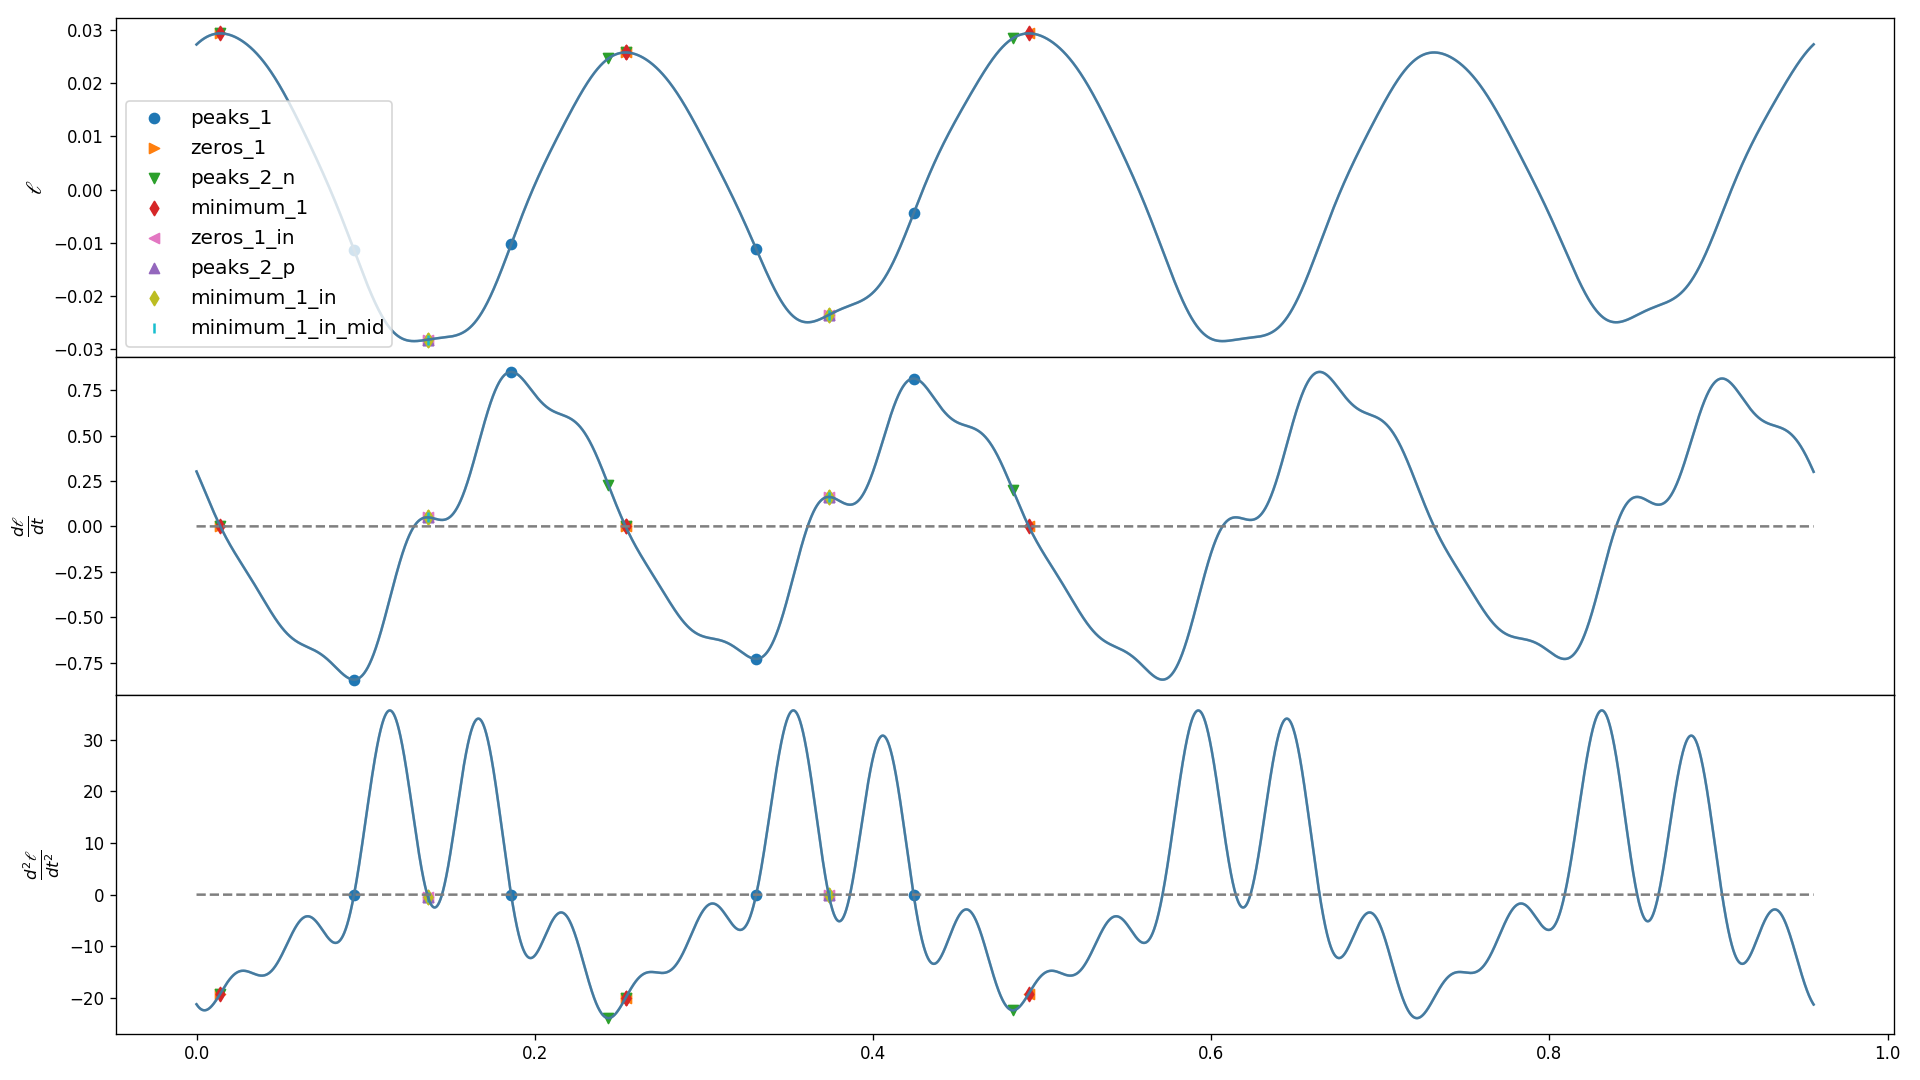 0.03
0.02
0.01
0.00
−0.01
−0.02
−0.03
ℓ
peaks_1
zeros_1
peaks_2_n
minimum_1
zeros_1_in
peaks_2_p
minimum_1_in
minimum_1_in_mid
0.75
0.50
0.25
0.00
−0.25
−0.50
−0.75
dℓ
dt
30
20
10
0
−10
−20
d²ℓ
dt²
0.0 0.2 0.4 0.6 0.8 1.0